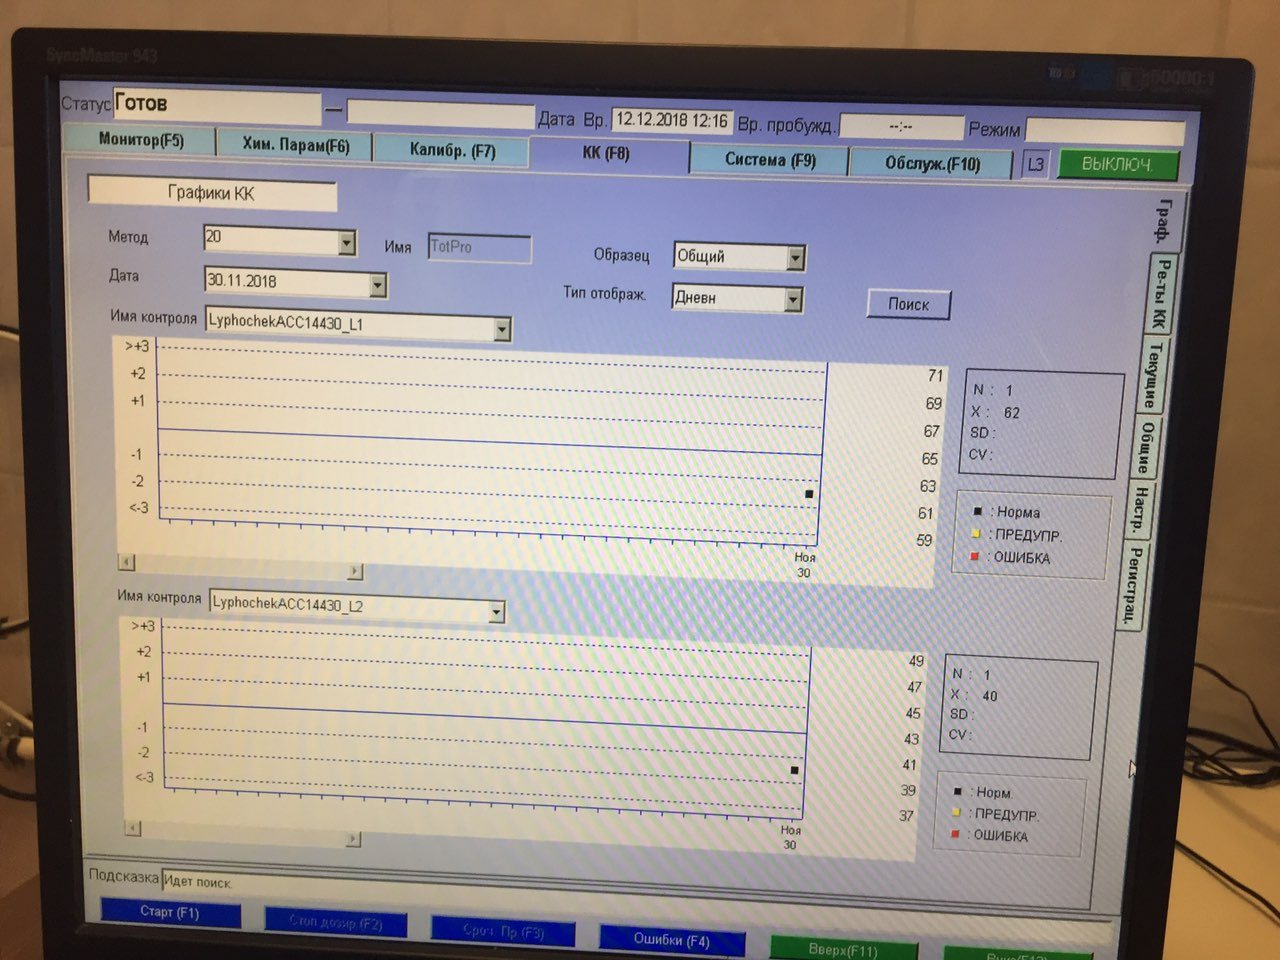 SyncMaster 943
50000:1
Статус Готов — Дата Вр. 12.12.2018 12:16 Вр. пробужд. --:-- Режим
Монитор(F5) Хим. Парам(F6) Калибр. (F7) КК (F8) Система (F9) Обслуж.(F10) L3 ВЫКЛЮЧ.
Графики КК
Метод 20 Имя TotPro Образец Общий
Дата 30.11.2018 Тип отображ. Дневн Поиск
Имя контроля LyphochekACC14430_L1
>+3
+2
+1
-1
-2
<-3
71
69
67
65
63
61
59
Ноя
30
N : 1
X : 62
SD :
CV :
: Норма
: ПРЕДУПР.
: ОШИБКА
Имя контроля LyphochekACC14430_L2
>+3
+2
+1
-1
-2
<-3
49
47
45
43
41
39
37
Ноя
30
N : 1
X : 40
SD :
CV :
: Норм
: ПРЕДУПР.
: ОШИБКА
Граф.
Ре-ты КК
Текущие
Общие
Настр.
Регистрац.
Подсказка Идет поиск.
Старт (F1) Стоп дозир (F2) Сроч. Пр (F3) Ошибки (F4) Вверх(F11)